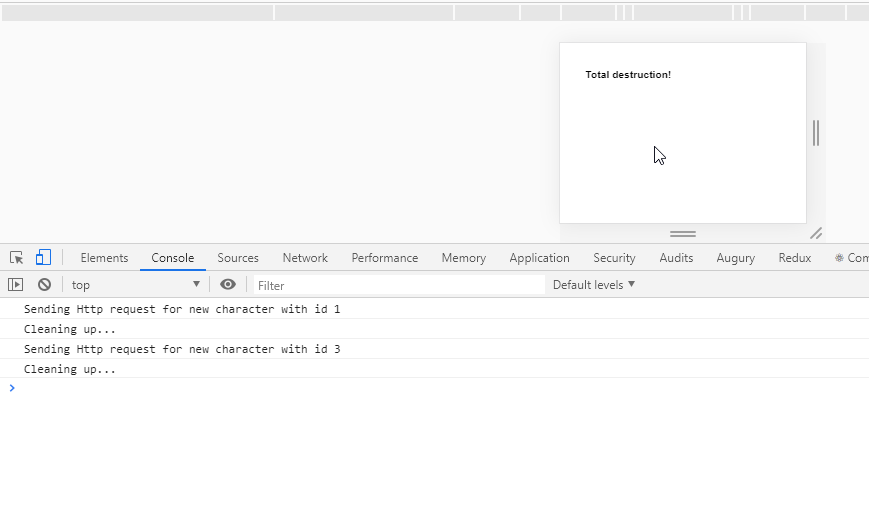 Total destruction!
Elements Console Sources Network Performance Memory Application Security Audits Augury Redux Com
top Filter Default levels
Sending Http request for new character with id 1
Cleaning up...
Sending Http request for new character with id 3
Cleaning up...